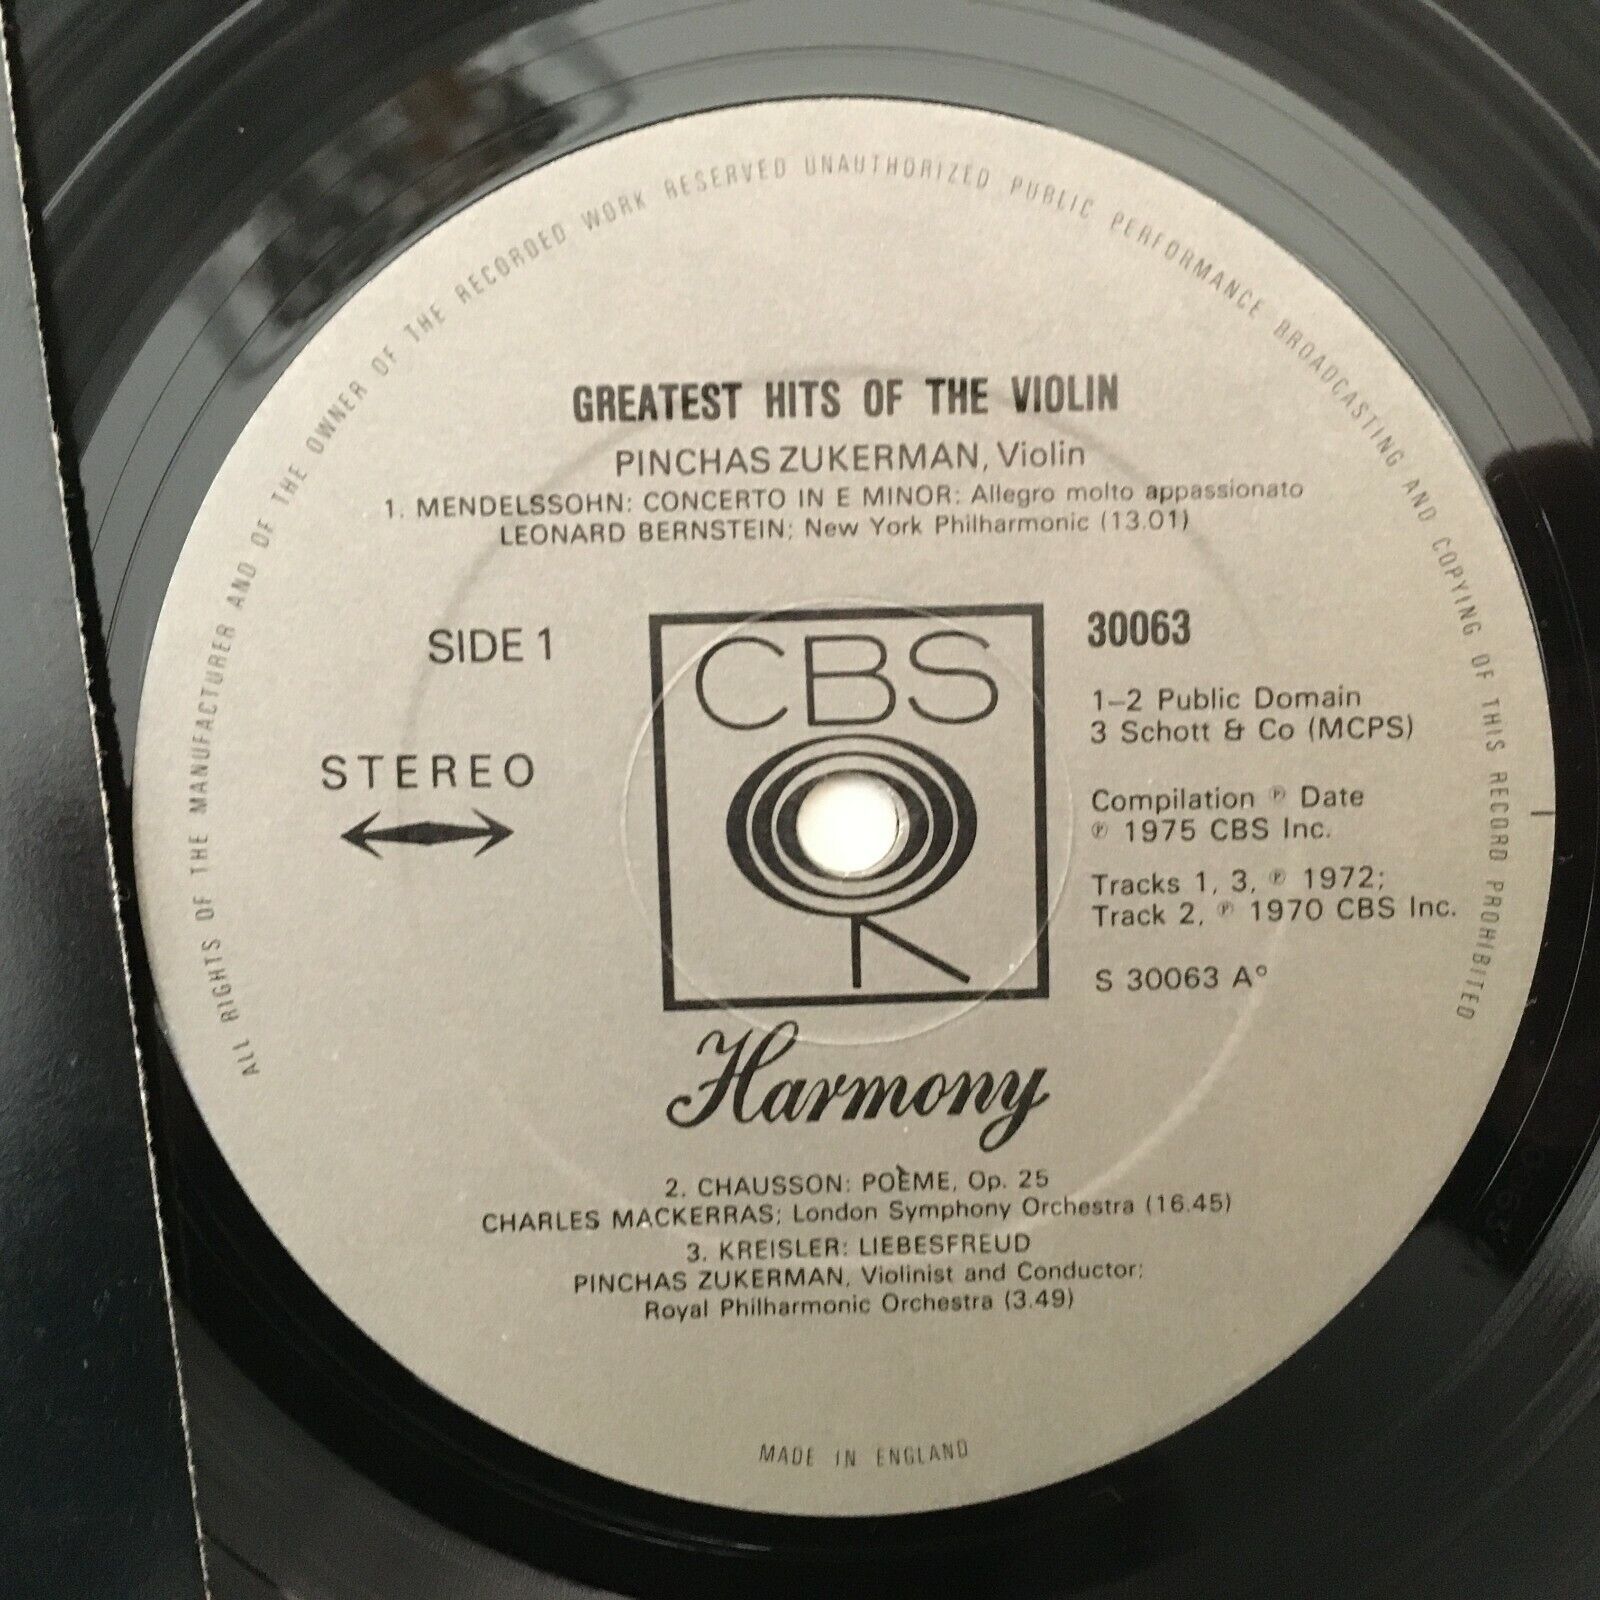 ALL RIGHTS OF THE MANUFACTURER AND OF THE OWNER OF THE RECORDED WORK RESERVED UNAUTHORIZED PUBLIC PERFORMANCE BROADCASTING AND COPYING OF THIS RECORD PROHIBITED
GREATEST HITS OF THE VIOLIN
PINCHAS ZUKERMAN, Violin
1. MENDELSSOHN: CONCERTO IN E MINOR: Allegro molto appassionato
LEONARD BERNSTEIN: New York Philharmonic (13.01)
SIDE 1
STEREO
CBS
30063
1–2 Public Domain
3 Schott & Co (MCPS)
Compilation ℗ Date
℗ 1975 CBS Inc.
Tracks 1, 3, ℗ 1972;
Track 2, ℗ 1970 CBS Inc.
S 30063 A°
Harmony
2. CHAUSSON: POÈME, Op. 25
CHARLES MACKERRAS; London Symphony Orchestra (16.45)
3. KREISLER: LIEBESFREUD
PINCHAS ZUKERMAN, Violinist and Conductor;
Royal Philharmonic Orchestra (3.49)
MADE IN ENGLAND